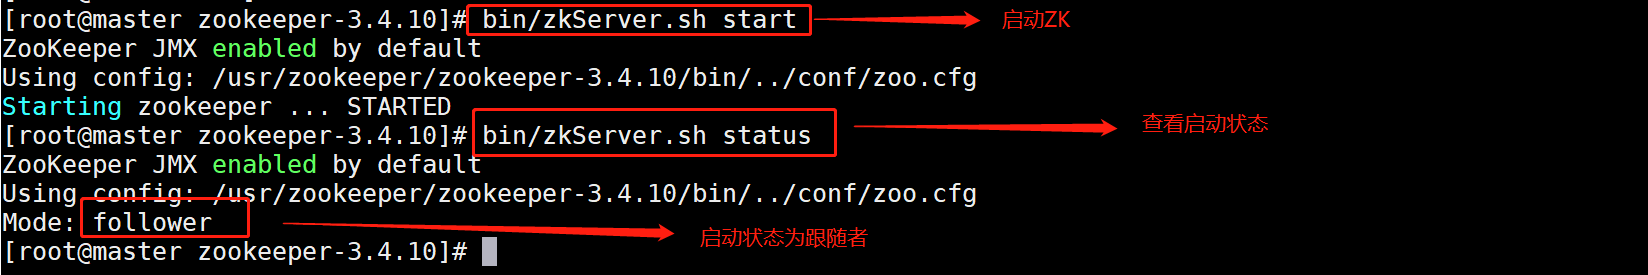 [root@master zookeeper-3.4.10]# bin/zkServer.sh start 启动ZK
ZooKeeper JMX enabled by default
Using config: /usr/zookeeper/zookeeper-3.4.10/bin/../conf/zoo.cfg
Starting zookeeper ... STARTED
[root@master zookeeper-3.4.10]# bin/zkServer.sh status 查看启动状态
ZooKeeper JMX enabled by default
Using config: /usr/zookeeper/zookeeper-3.4.10/bin/../conf/zoo.cfg
Mode: follower 启动状态为跟随者
[root@master zookeeper-3.4.10]#